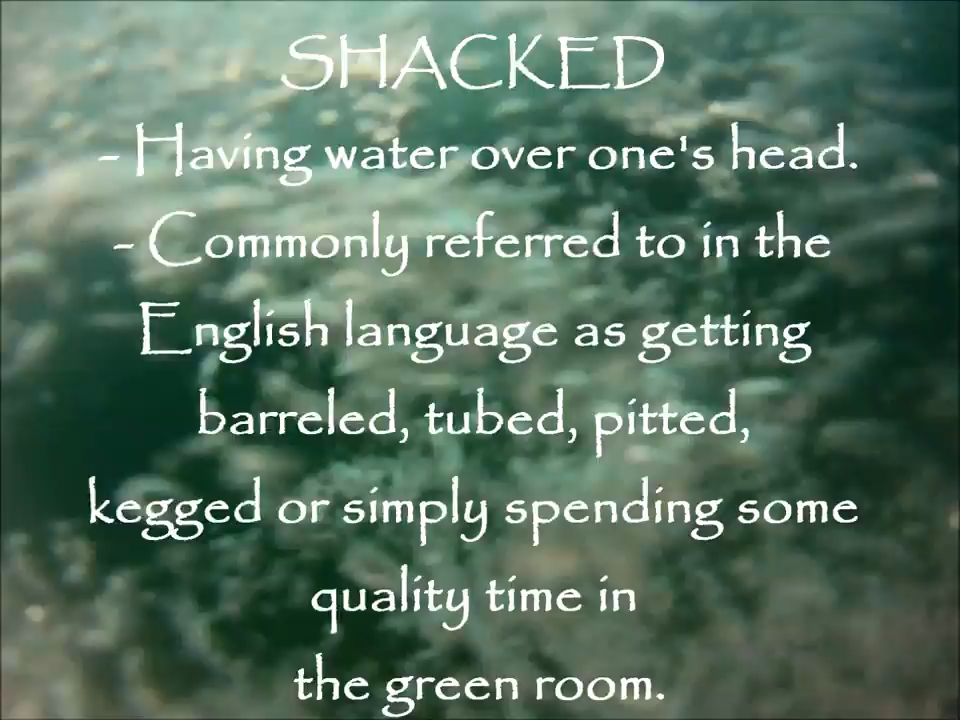 SHACKED
- Having water over one's head.
- Commonly referred to in the
English language as getting
barreled, tubed, pitted,
kegged or simply spending some
quality time in
the green room.